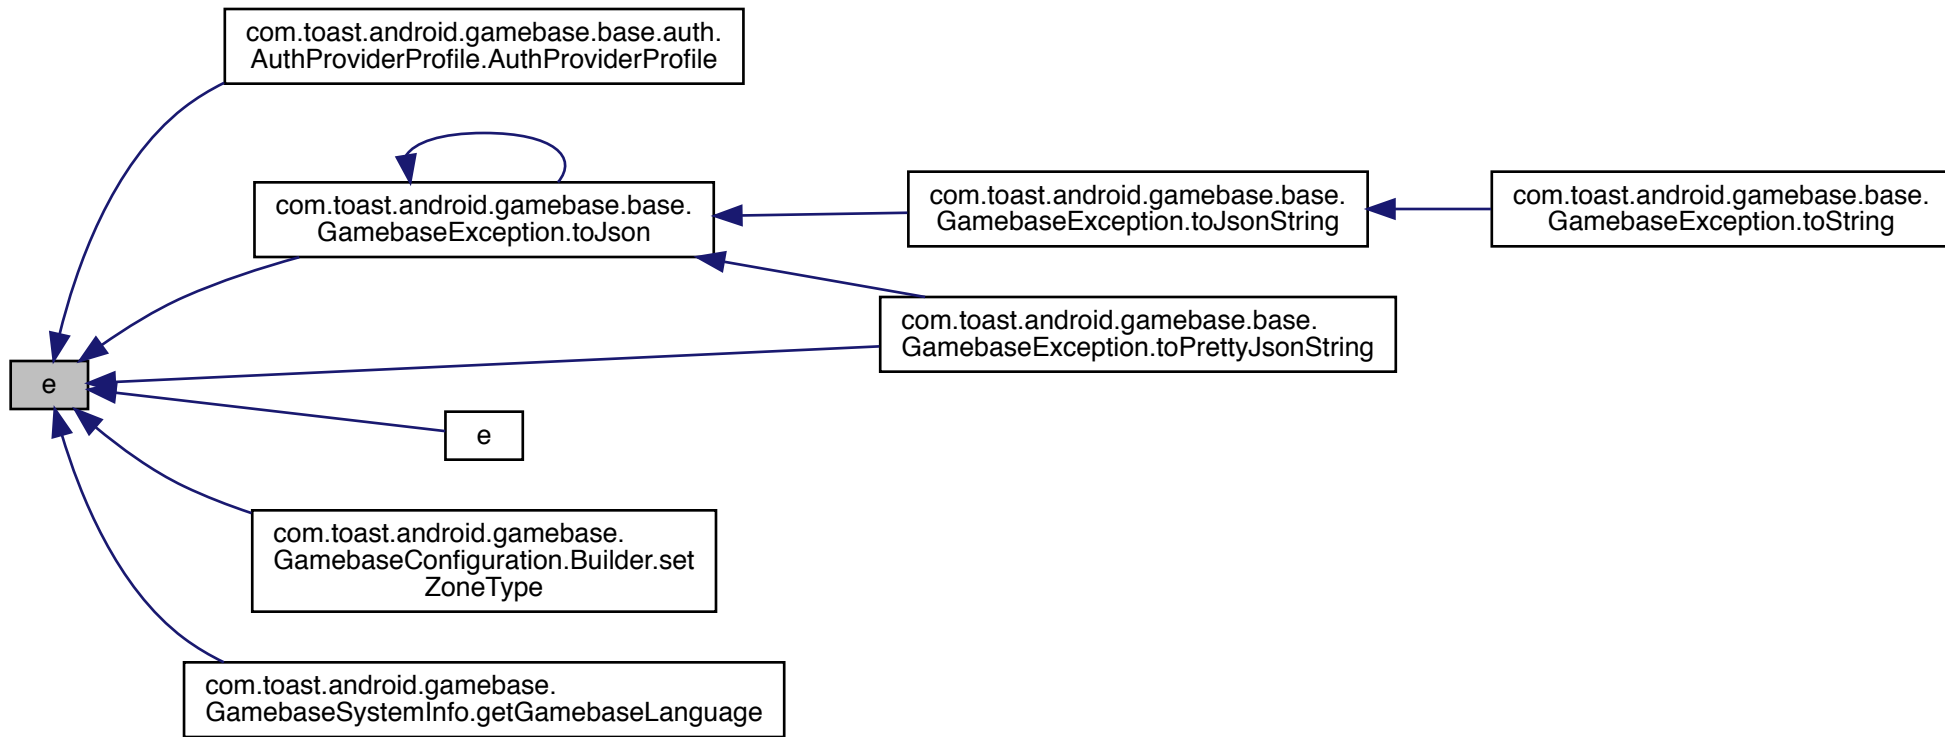 com.toast.android.gamebase.base.auth.
AuthProviderProfile.AuthProviderProfile
com.toast.android.gamebase.base.
GamebaseException.toJson
com.toast.android.gamebase.base.
GamebaseException.toJsonString
com.toast.android.gamebase.base.
GamebaseException.toString
com.toast.android.gamebase.base.
GamebaseException.toPrettyJsonString
e
e
com.toast.android.gamebase.
GamebaseConfiguration.Builder.set
ZoneType
com.toast.android.gamebase.
GamebaseSystemInfo.getGamebaseLanguage